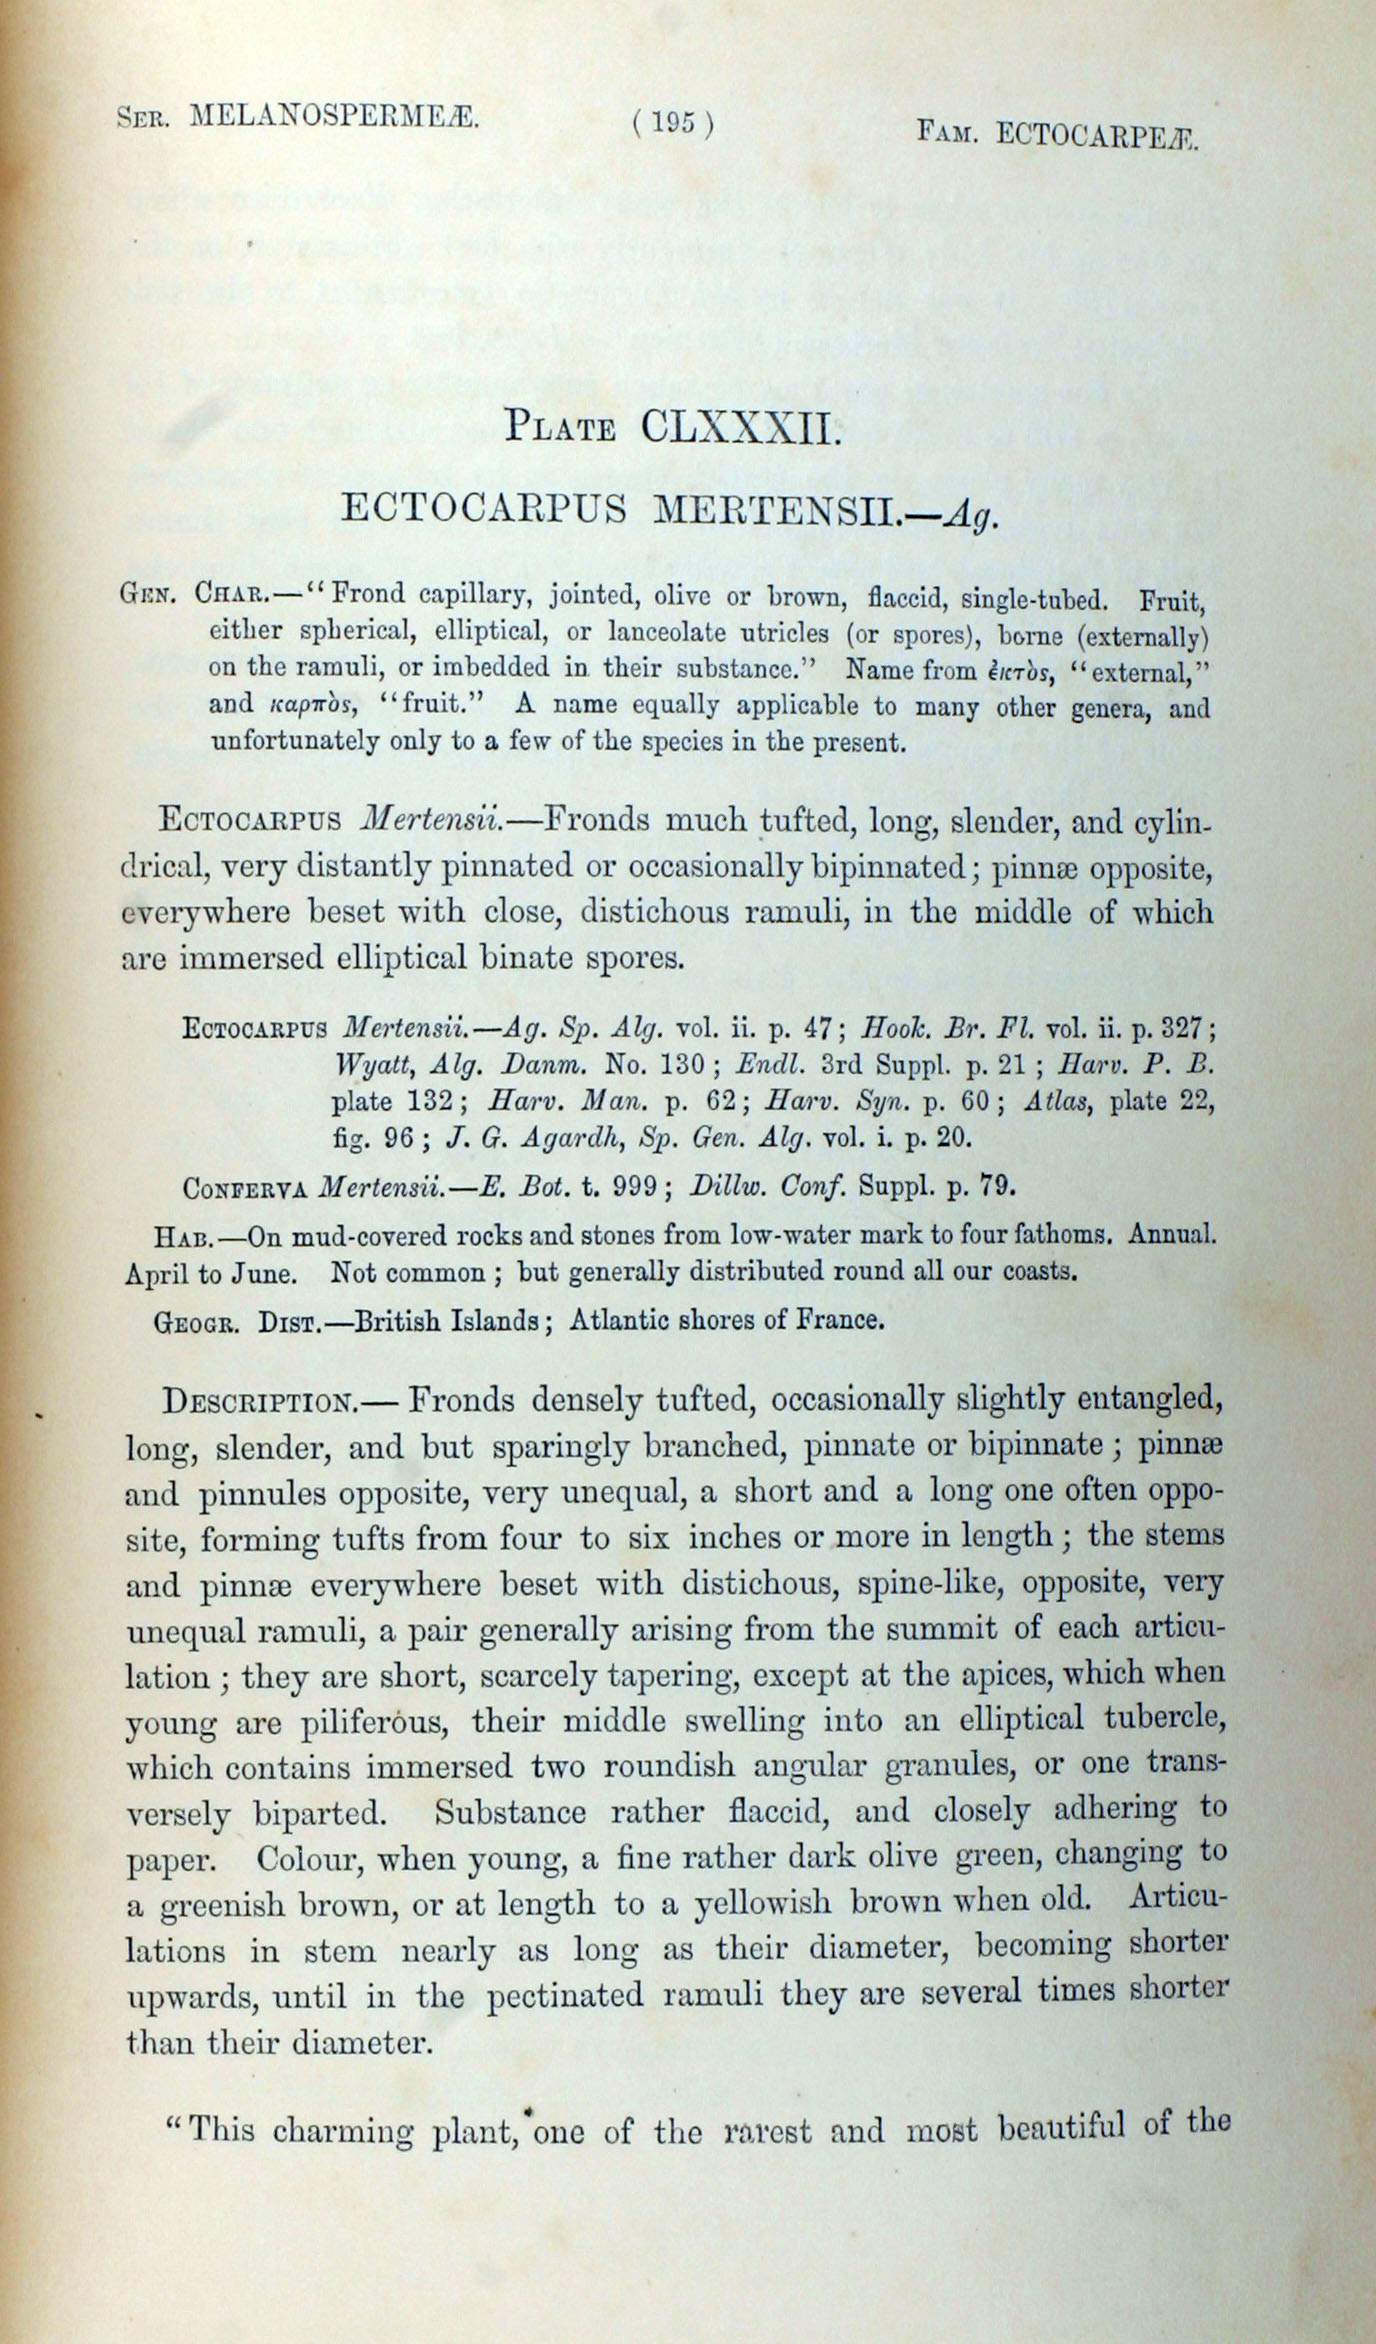 SER. MELANOSPERMEÆ. ( 195 ) FAM. ECTOCARPEÆ.
PLATE CLXXXII.
ECTOCARPUS MERTENSII.—Ag.
GEN. CHAR.—“Frond capillary, jointed, olive or brown, flaccid, single-tubed. Fruit,
either spherical, elliptical, or lanceolate utricles (or spores), borne (externally)
on the ramuli, or imbedded in their substance.” Name from ἐκτὸς, “external,”
and καρπὸς, “fruit.” A name equally applicable to many other genera, and
unfortunately only to a few of the species in the present.
ECTOCARPUS Mertensii.—Fronds much tufted, long, slender, and cylin-
drical, very distantly pinnated or occasionally bipinnated; pinnæ opposite,
everywhere beset with close, distichous ramuli, in the middle of which
are immersed elliptical binate spores.
ECTOCARPUS Mertensii.—Ag. Sp. Alg. vol. ii. p. 47; Hook. Br. Fl. vol. ii. p. 327;
Wyatt, Alg. Danm. No. 130; Endl. 3rd Suppl. p. 21; Harv. P. B.
plate 132; Harv. Man. p. 62; Harv. Syn. p. 60; Atlas, plate 22,
fig. 96; J. G. Agardh, Sp. Gen. Alg. vol. i. p. 20.
CONFERVA Mertensii.—E. Bot. t. 999; Dillw. Conf. Suppl. p. 79.
HAB.—On mud-covered rocks and stones from low-water mark to four fathoms. Annual.
April to June. Not common; but generally distributed round all our coasts.
GEOGR. DIST.—British Islands; Atlantic shores of France.
DESCRIPTION.—Fronds densely tufted, occasionally slightly entangled,
long, slender, and but sparingly branched, pinnate or bipinnate; pinnæ
and pinnules opposite, very unequal, a short and a long one often oppo-
site, forming tufts from four to six inches or more in length; the stems
and pinnæ everywhere beset with distichous, spine-like, opposite, very
unequal ramuli, a pair generally arising from the summit of each articu-
lation; they are short, scarcely tapering, except at the apices, which when
young are piliferous, their middle swelling into an elliptical tubercle,
which contains immersed two roundish angular granules, or one trans-
versely biparted. Substance rather flaccid, and closely adhering to
paper. Colour, when young, a fine rather dark olive green, changing to
a greenish brown, or at length to a yellowish brown when old. Articu-
lations in stem nearly as long as their diameter, becoming shorter
upwards, until in the pectinated ramuli they are several times shorter
than their diameter.
“This charming plant, one of the rarest and most beautiful of the